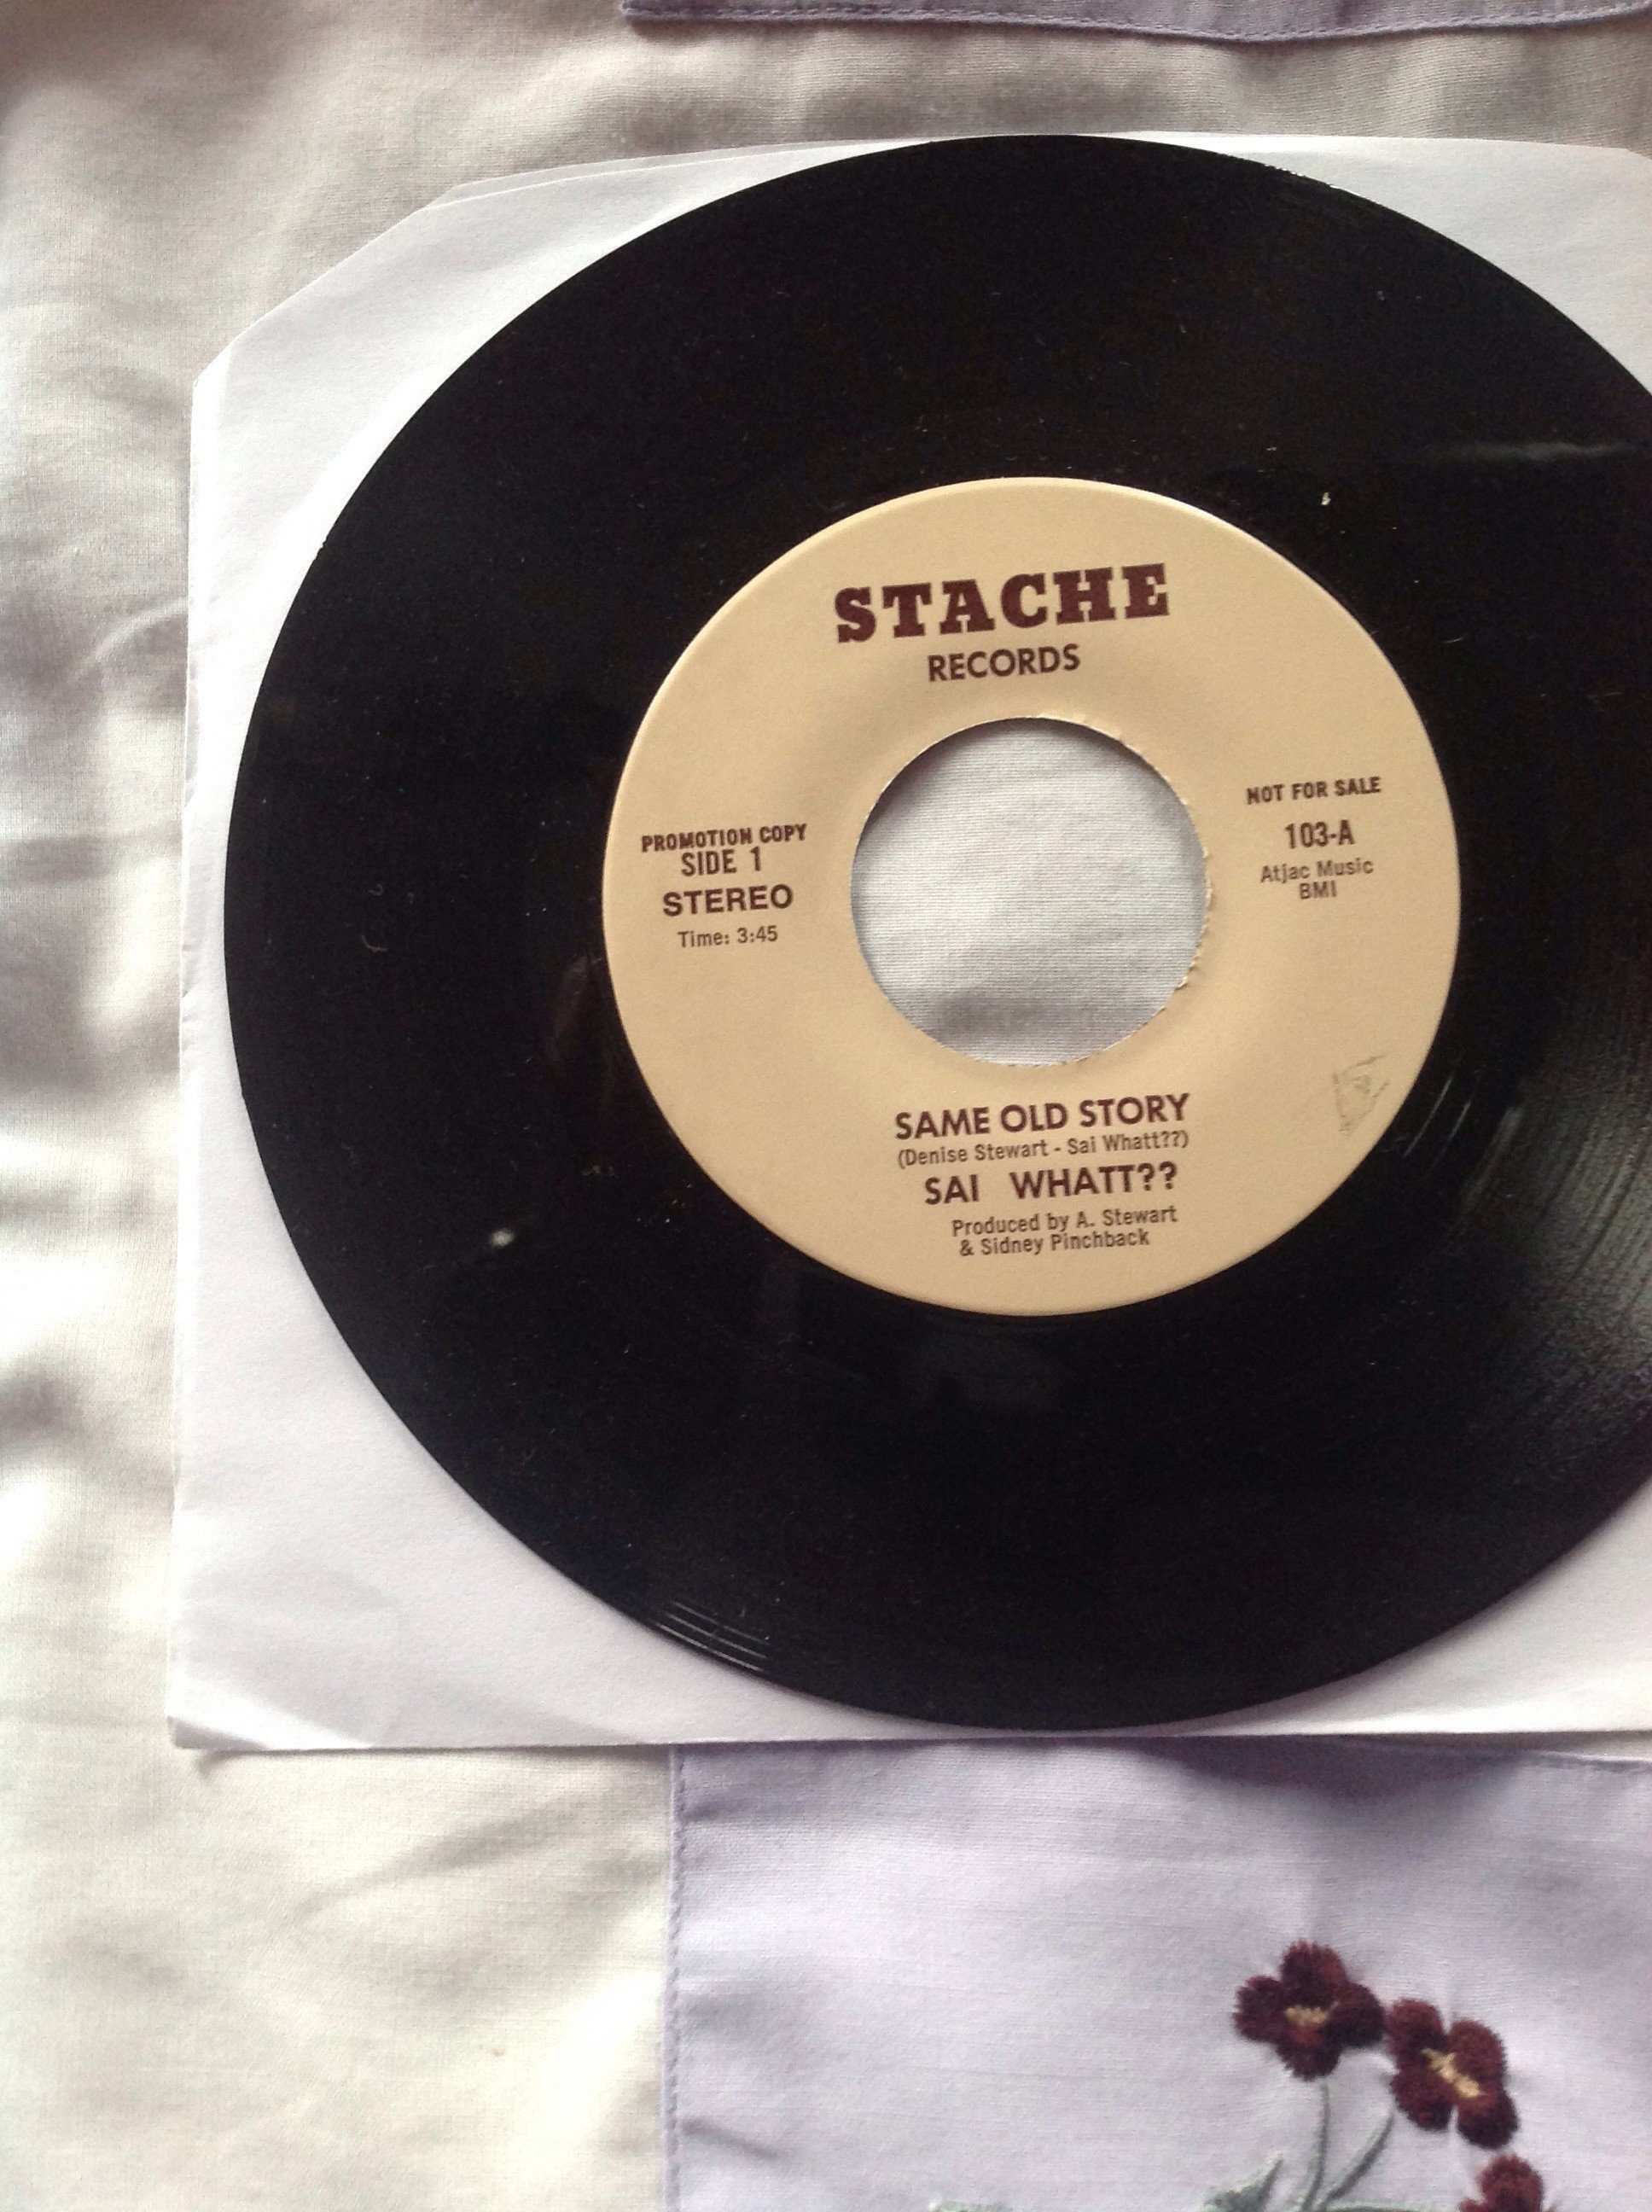 STACHE
RECORDS
PROMOTION COPY
SIDE 1
STEREO
Time: 3:45
NOT FOR SALE
103-A
Atjac Music
BMI
SAME OLD STORY
(Denise Stewart - Sai Whatt??)
SAI WHATT??
Produced by A. Stewart
& Sidney Pinchback